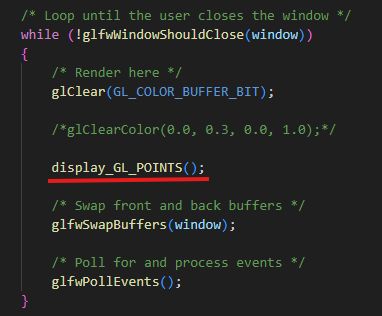 /* Loop until the user closes the window */
while (!glfwWindowShouldClose(window))
{
/* Render here */
glClear(GL_COLOR_BUFFER_BIT);
/*glClearColor(0.0, 0.3, 0.0, 1.0);*/
display_GL_POINTS();
/* Swap front and back buffers */
glfwSwapBuffers(window);
/* Poll for and process events */
glfwPollEvents();
}